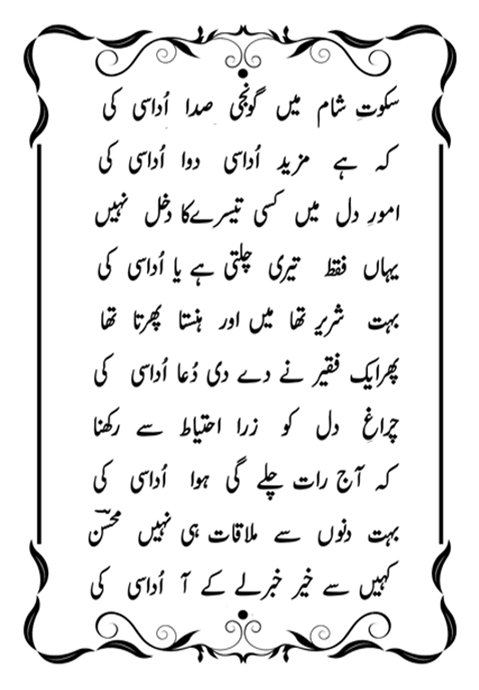 سکوتِ شام میں گونجی صدا اُداسی کی
کہ ہے مزید اُداسی دوا اُداسی کی
امورِ دل میں کسی تیسرے کا دخل نہیں
یہاں فقط تیری چلتی ہے یا اُداسی کی
بہت شریر تھا میں اور ہنستا پھرتا تھا
پھر ایک فقیر نے دے دی دُعا اُداسی کی
چراغِ دل کو زرا احتیاط سے رکھنا
کہ آج رات چلے گی ہوا اُداسی کی
بہت دنوں سے ملاقات ہی نہیں محسنؔ
کہیں سے خیر خبر لے کے آ اُداسی کی